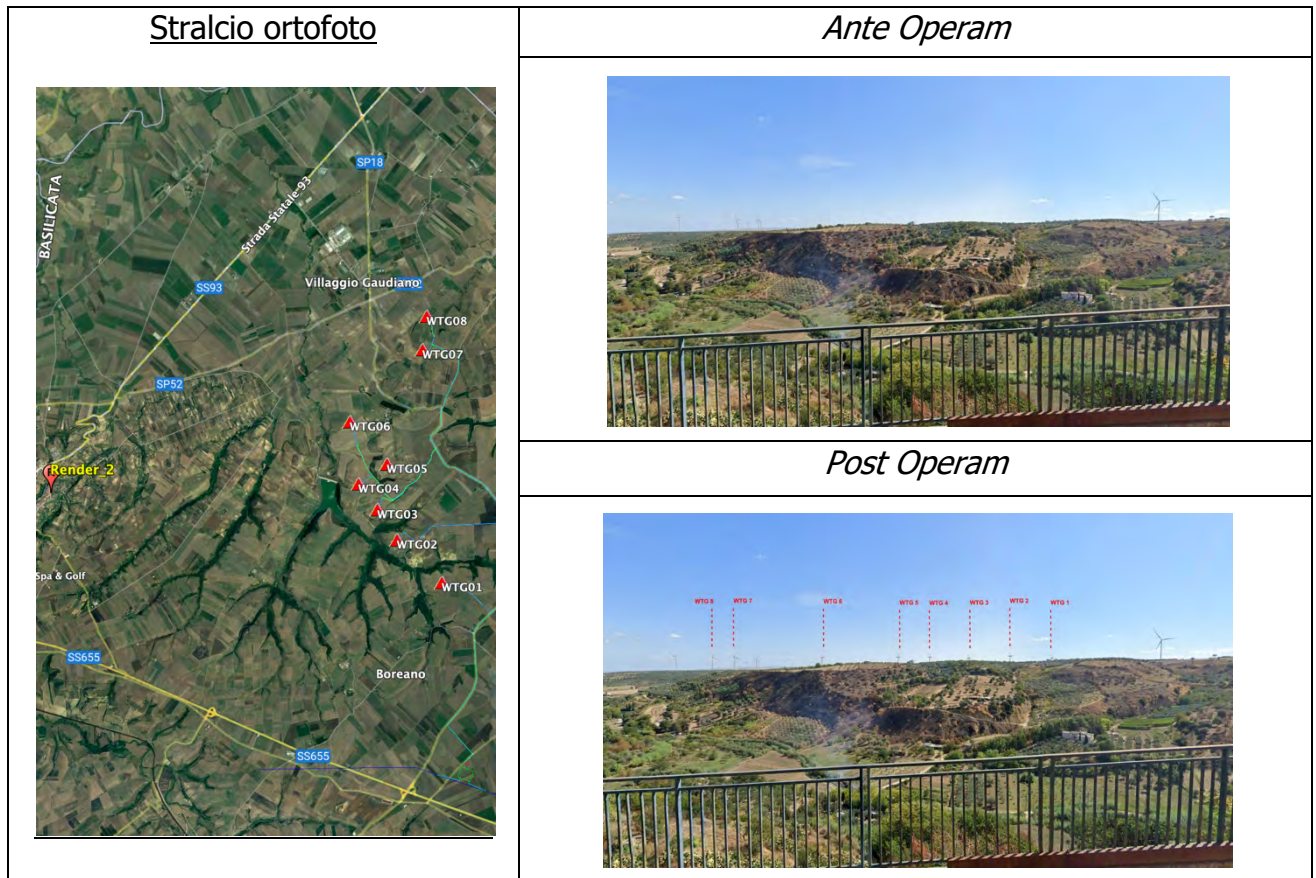 Stralcio ortofoto
BASILICATA
SP18
Strada Statale 93
SS93
Villaggio Gaudiano
WTG08
WTG07
SP52
WTG06
Render_2
WTG05
WTG04
WTG03
WTG02
WTG01
Spa & Golf
SS655
Boreano
SS655
Ante Operam
Post Operam
WTG 8
WTG 7
WTG 6
WTG 5
WTG 4
WTG 3
WTG 2
WTG 1